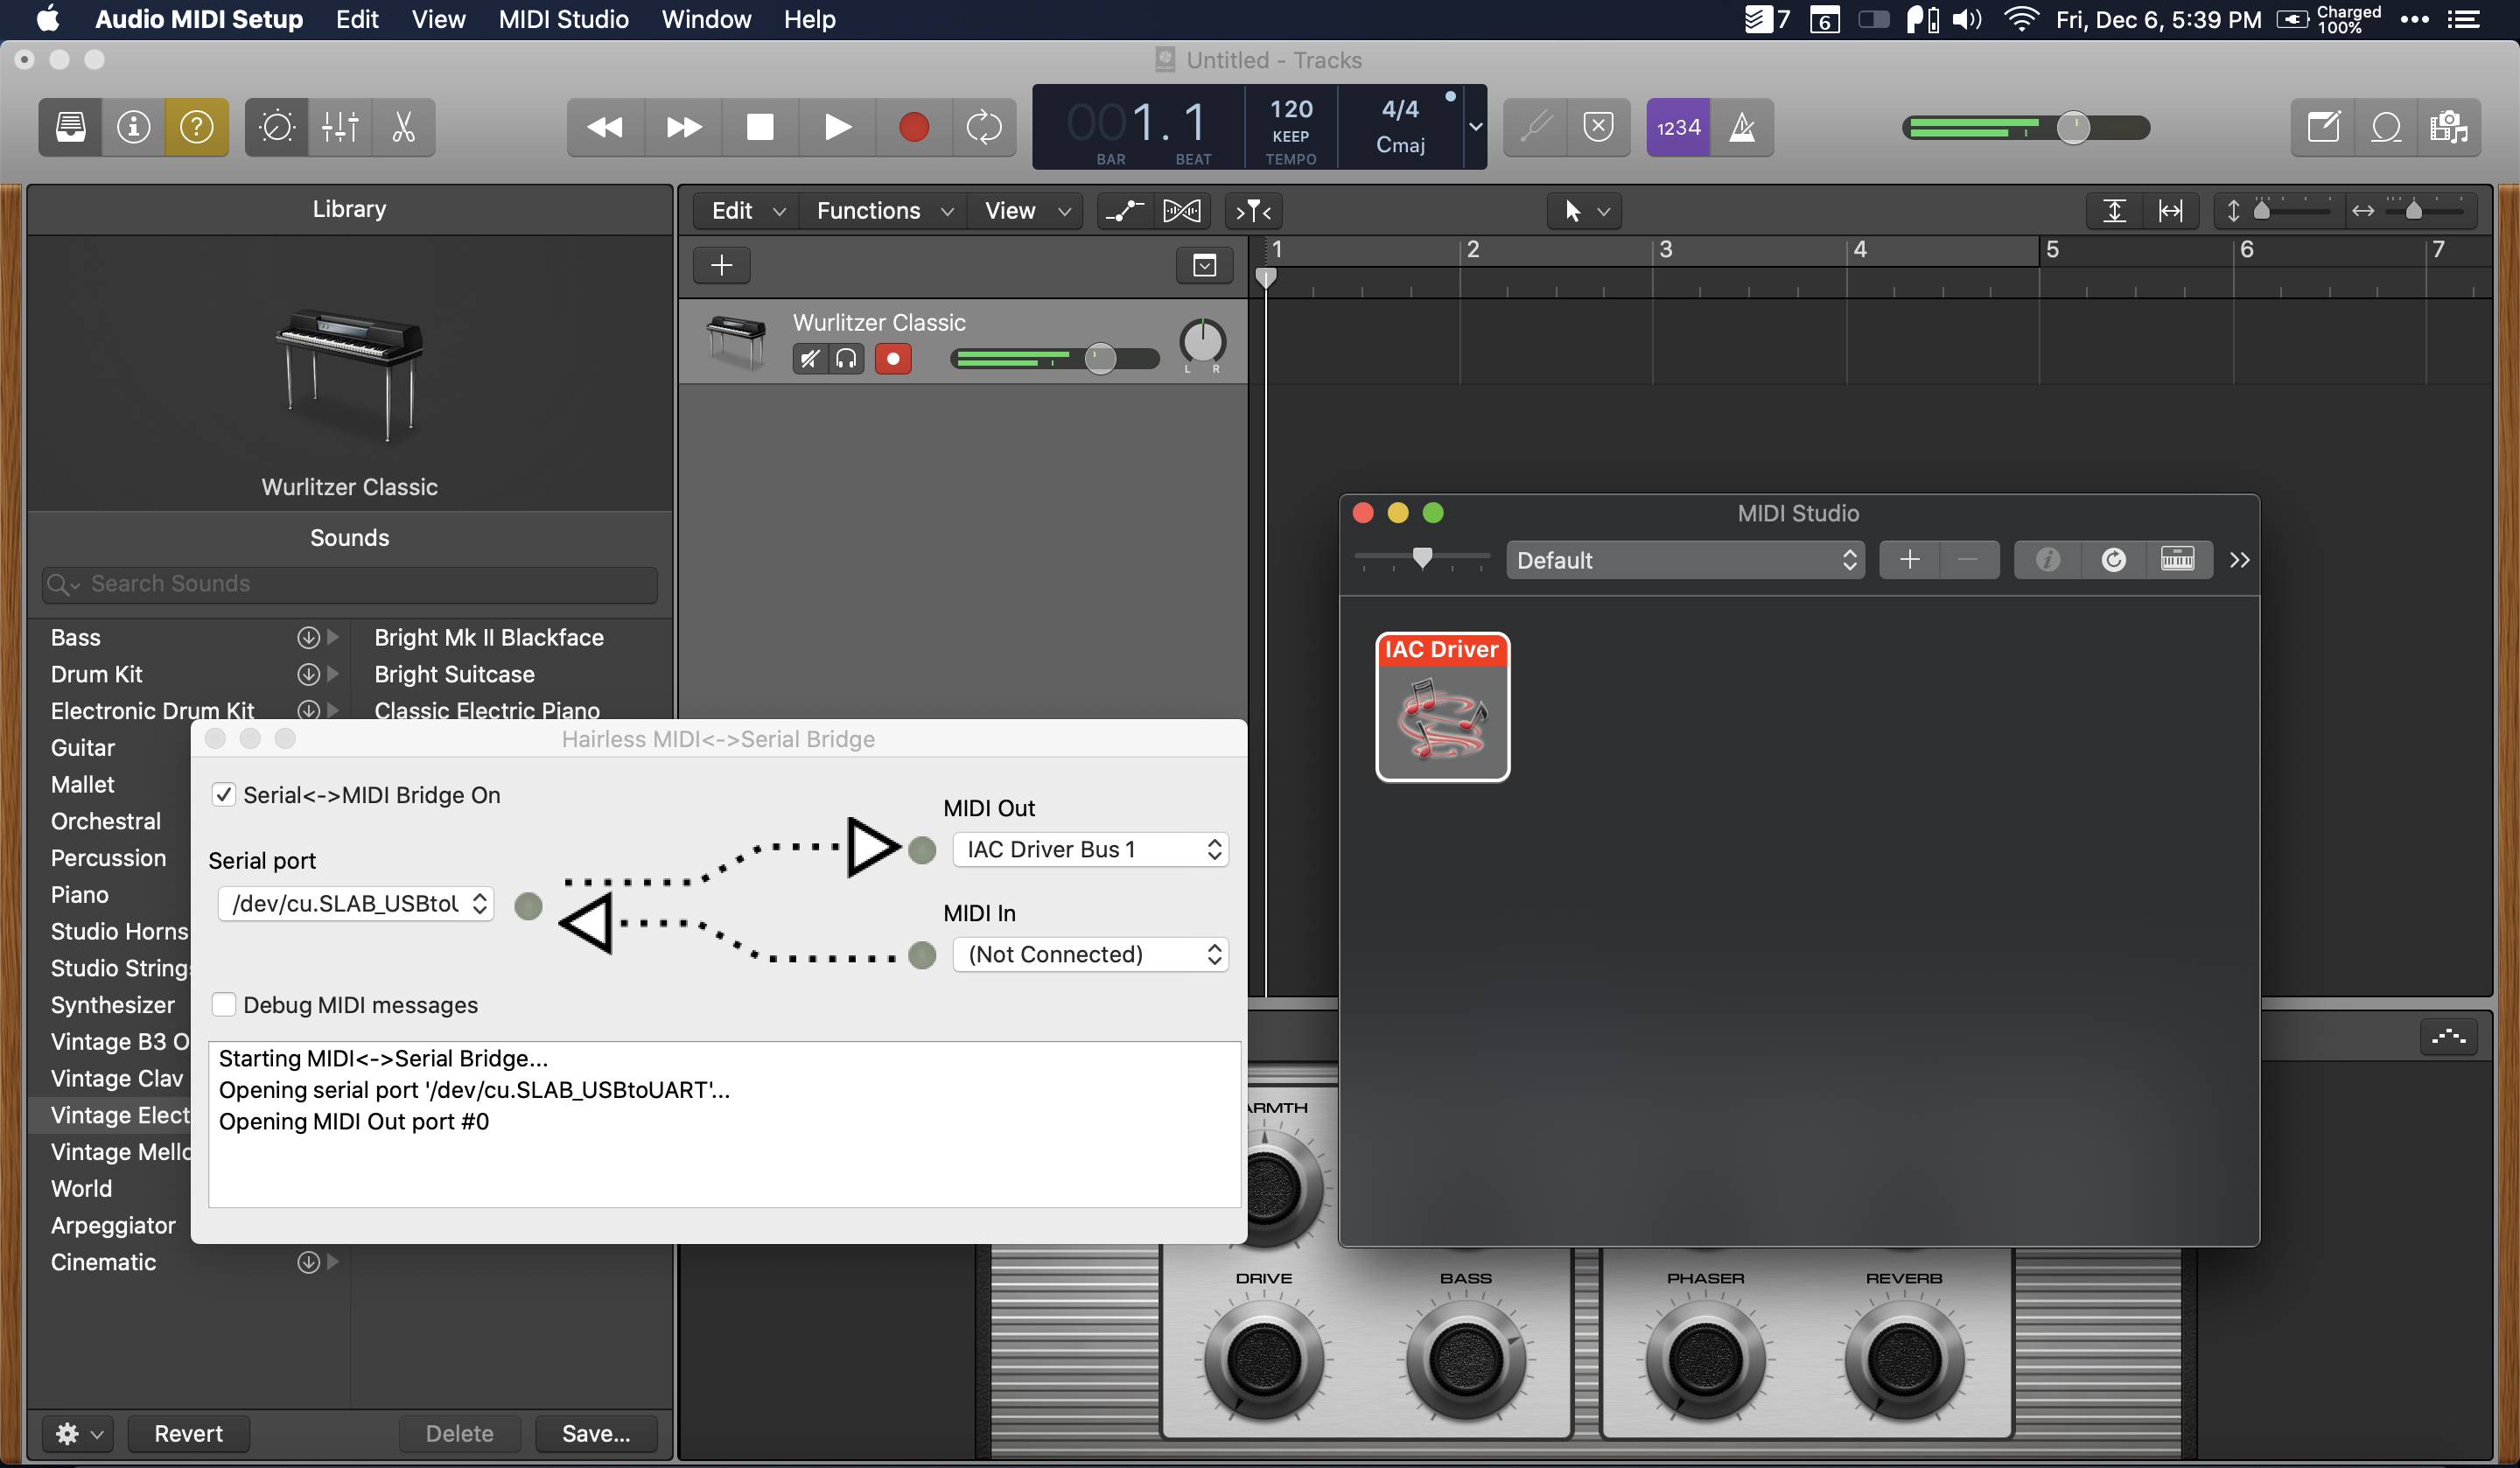 Audio MIDI Setup Edit View MIDI Studio Window Help 7 6 Fri, Dec 6, 5:39 PM Charged 100%
Untitled - Tracks
001. 1 120 4/4
KEEP Cmaj
BAR BEAT TEMPO
1234
Library
Edit Functions View
1 2 3 4 5 6 7
Wurlitzer Classic
L R
Wurlitzer Classic
Sounds
Search Sounds
Bass
Drum Kit
Electronic Drum Kit
Guitar
Mallet
Orchestral
Percussion
Piano
Studio Horns
Studio Strings
Synthesizer
Vintage B3 O
Vintage Clav
Vintage Elect
Vintage Mello
World
Arpeggiator
Cinematic
Bright Mk II Blackface
Bright Suitcase
Classic Electric Piano
Revert Delete Save...
Hairless MIDI<->Serial Bridge
Serial<->MIDI Bridge On
Serial port
/dev/cu.SLAB_USBtoU
MIDI Out
IAC Driver Bus 1
MIDI In
(Not Connected)
Debug MIDI messages
Starting MIDI<->Serial Bridge...
Opening serial port '/dev/cu.SLAB_USBtoUART'...
Opening MIDI Out port #0
MIDI Studio
Default
IAC Driver
ARMTH
DRIVE BASS PHASER REVERB